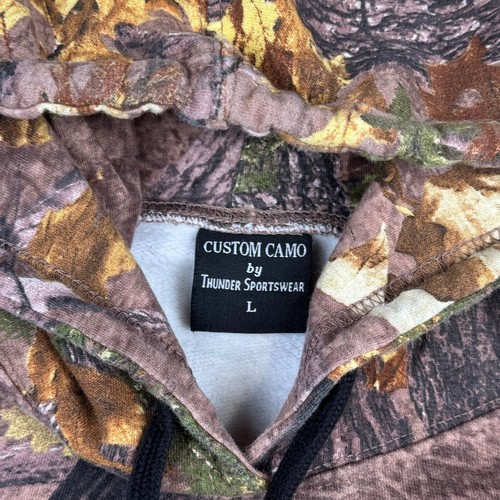 CUSTOM CAMO
by
THUNDER SPORTSWEAR
L